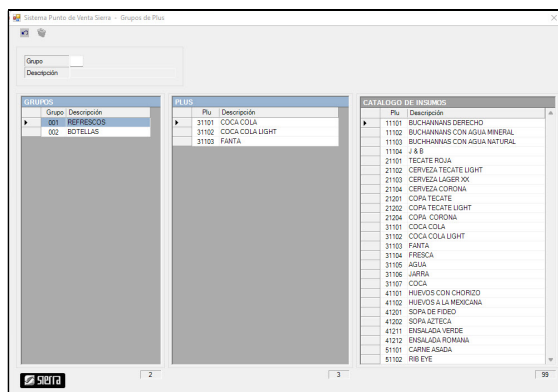 Sistema Punto de Venta Sierra - Grupos de Plus
Grupo
Descripción
GRUPOS
Grupo Descripción
001 REFRESCOS
002 BOTELLAS
2
PLUS
Plu Descripción
31101 COCA COLA
31102 COCA COLA LIGHT
31103 FANTA
3
CATALOGO DE INSUMOS
Plu Descripción
11101 BUCHANNANS DERECHO
11102 BUCHANNANS CON AGUA MINERAL
11103 BUCHHANNAS CON AGUA NATURAL
11104 J & B
21101 TECATE ROJA
21102 CERVEZA TECATE LIGHT
21103 CERVEZA LAGER XX
21104 CERVEZA CORONA
21201 COPA TECATE
21202 COPA TECATE LIGHT
21204 COPA CORONA
31101 COCA COLA
31102 COCA COLA LIGHT
31103 FANTA
31104 FRESCA
31105 AGUA
31106 JARRA
31107 COCA
41101 HUEVOS CON CHORIZO
41102 HUEVOS A LA MEXICANA
41201 SOPA DE FIDEO
41202 SOPA AZTECA
41211 ENSALADA VERDE
41212 ENSALADA ROMANA
51101 CARNE ASADA
51102 RIB EYE
99
sierra